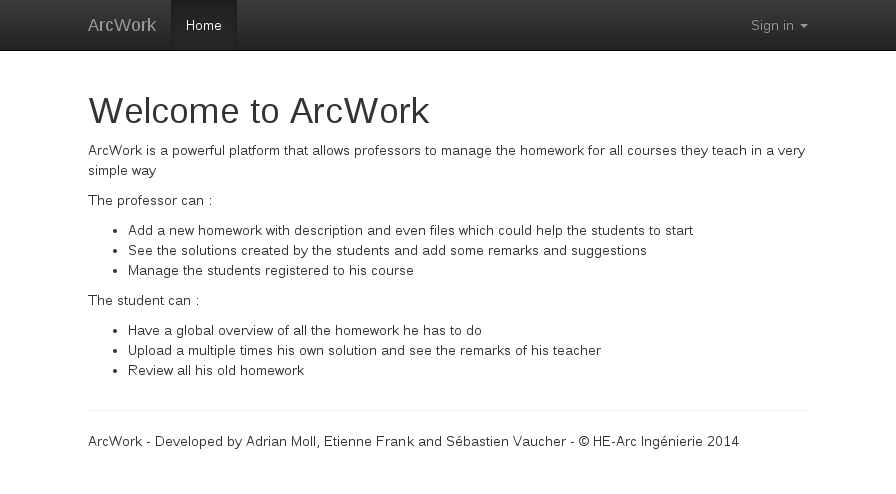 ArcWork Home Sign in
Welcome to ArcWork
ArcWork is a powerful platform that allows professors to manage the homework for all courses they teach in a very
simple way
The professor can :
Add a new homework with description and even files which could help the students to start
See the solutions created by the students and add some remarks and suggestions
Manage the students registered to his course
The student can :
Have a global overview of all the homework he has to do
Upload a multiple times his own solution and see the remarks of his teacher
Review all his old homework
ArcWork - Developed by Adrian Moll, Etienne Frank and Sébastien Vaucher - © HE-Arc Ingénierie 2014